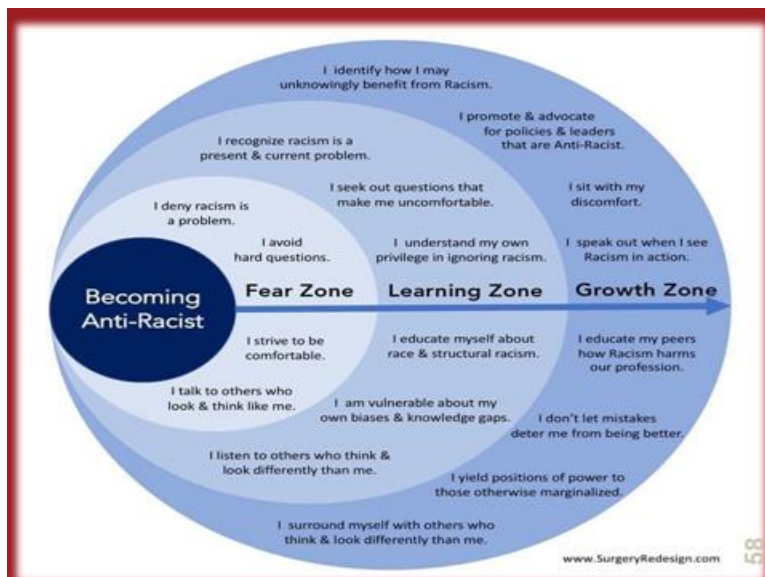 I identify how I may
unknowingly benefit from Racism.
I promote & advocate
for policies & leaders
that are Anti-Racist.
I recognize racism is a
present & current problem.
I seek out questions that
make me uncomfortable.
I sit with my
discomfort.
I deny racism is
a problem.
I avoid
hard questions.
I understand my own
privilege in ignoring racism.
I speak out when I see
Racism in action.
Becoming
Anti-Racist
Fear Zone
Learning Zone
Growth Zone
I strive to be
comfortable.
I educate myself about
race & structural racism.
I educate my peers
how Racism harms
our profession.
I talk to others who
look & think like me.
I am vulnerable about my
own biases & knowledge gaps.
I don't let mistakes
deter me from being better.
I listen to others who think &
look differently than me.
I yield positions of power to
those otherwise marginalized.
I surround myself with others who
think & look differently than me.
www.SurgeryRedesign.com
58